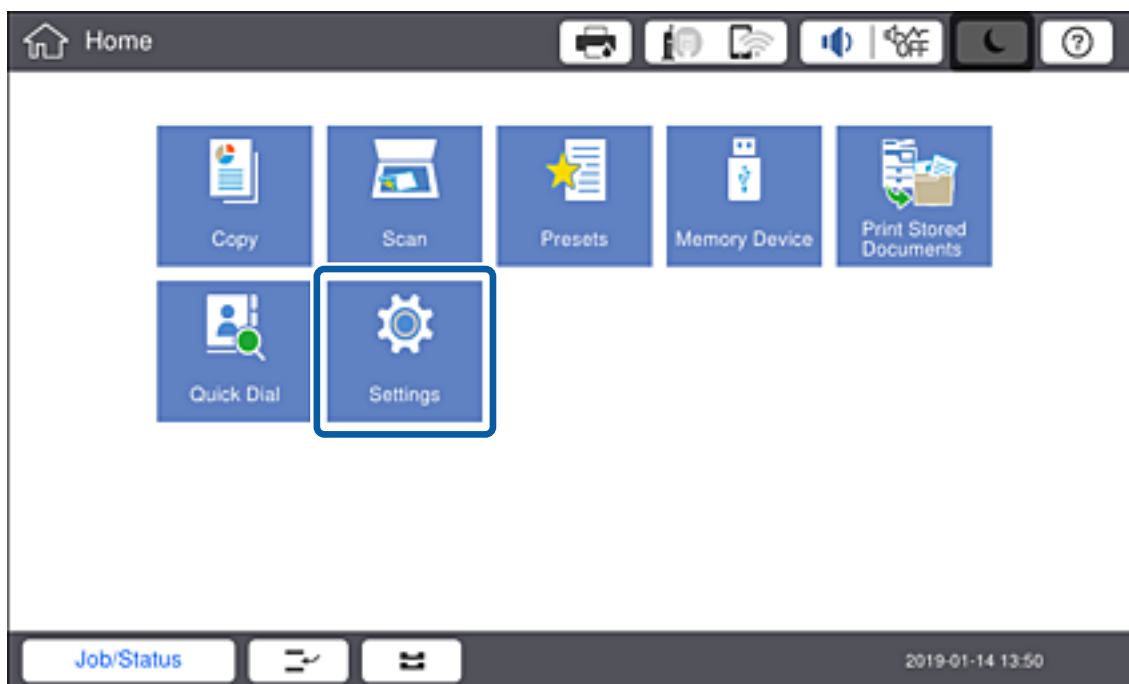 Home
OFF
?
Copy
Scan
Presets
Memory Device
Print Stored
Documents
Quick Dial
Settings
Job/Status
2019-01-14 13:50